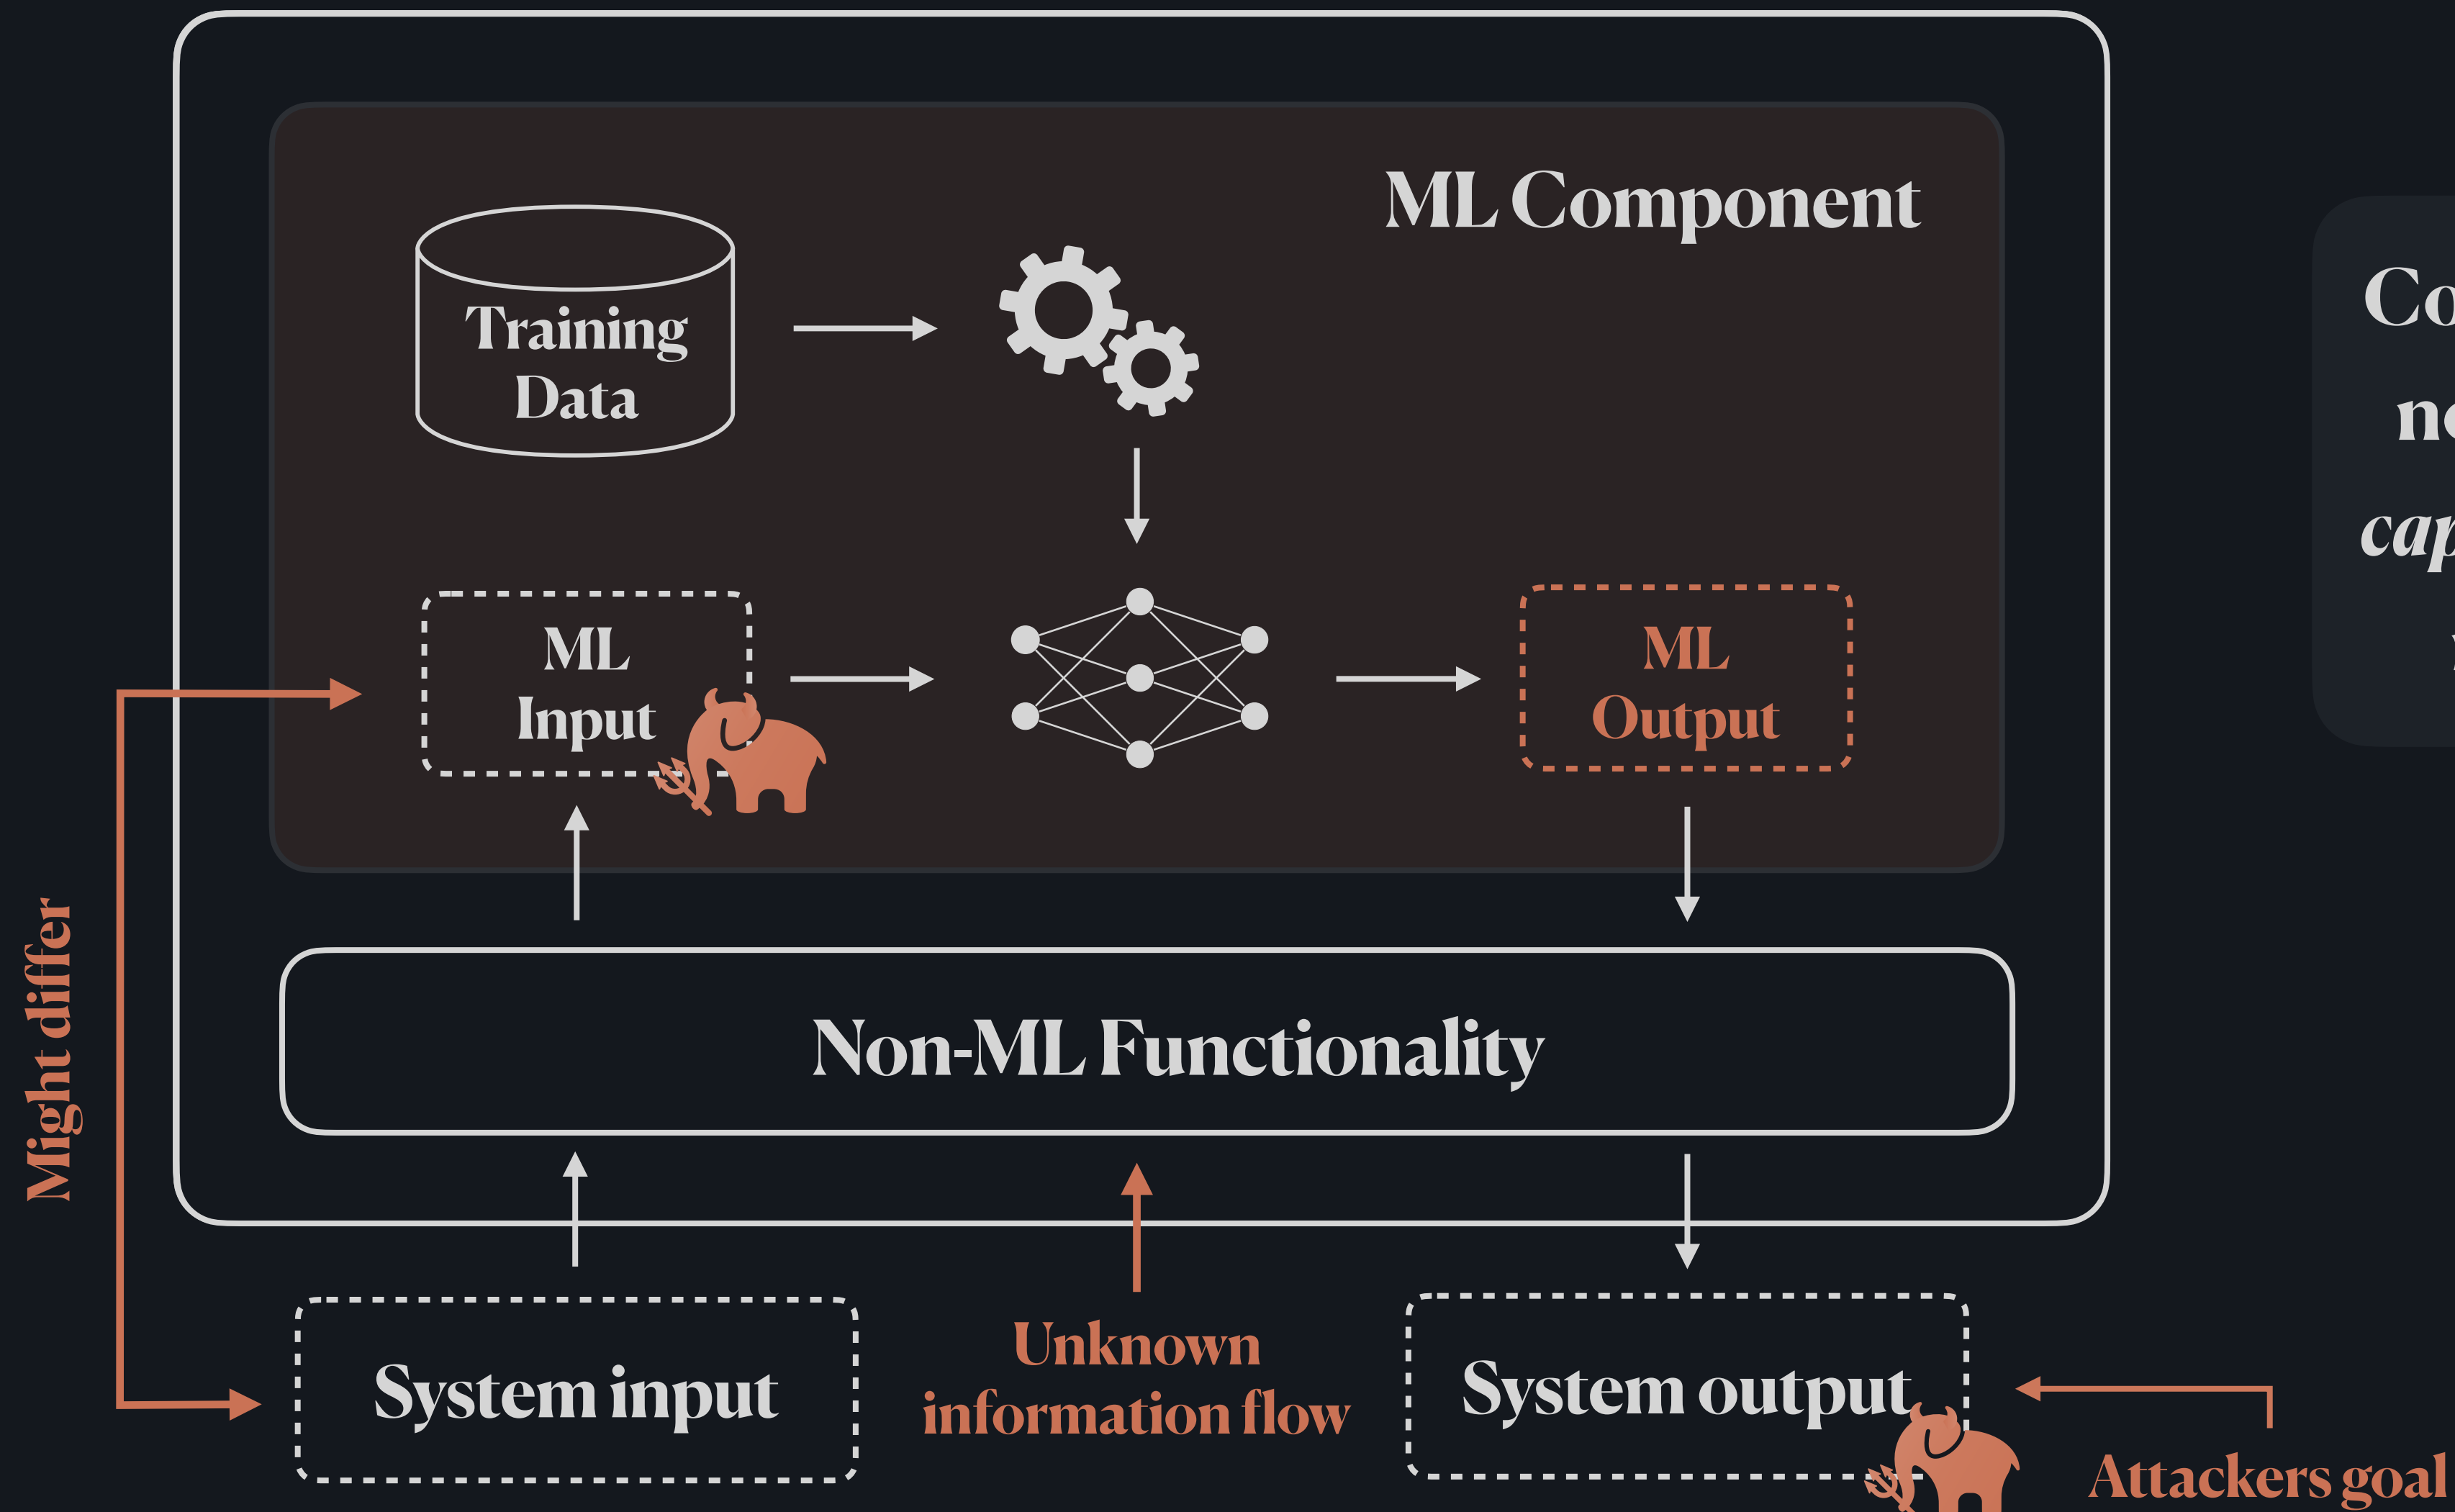 ML Component
Training
Data
ML
Input
ML
Output
Might differ
Non-ML Functionality
System input
Unknown
information flow
System output
Attackers goal